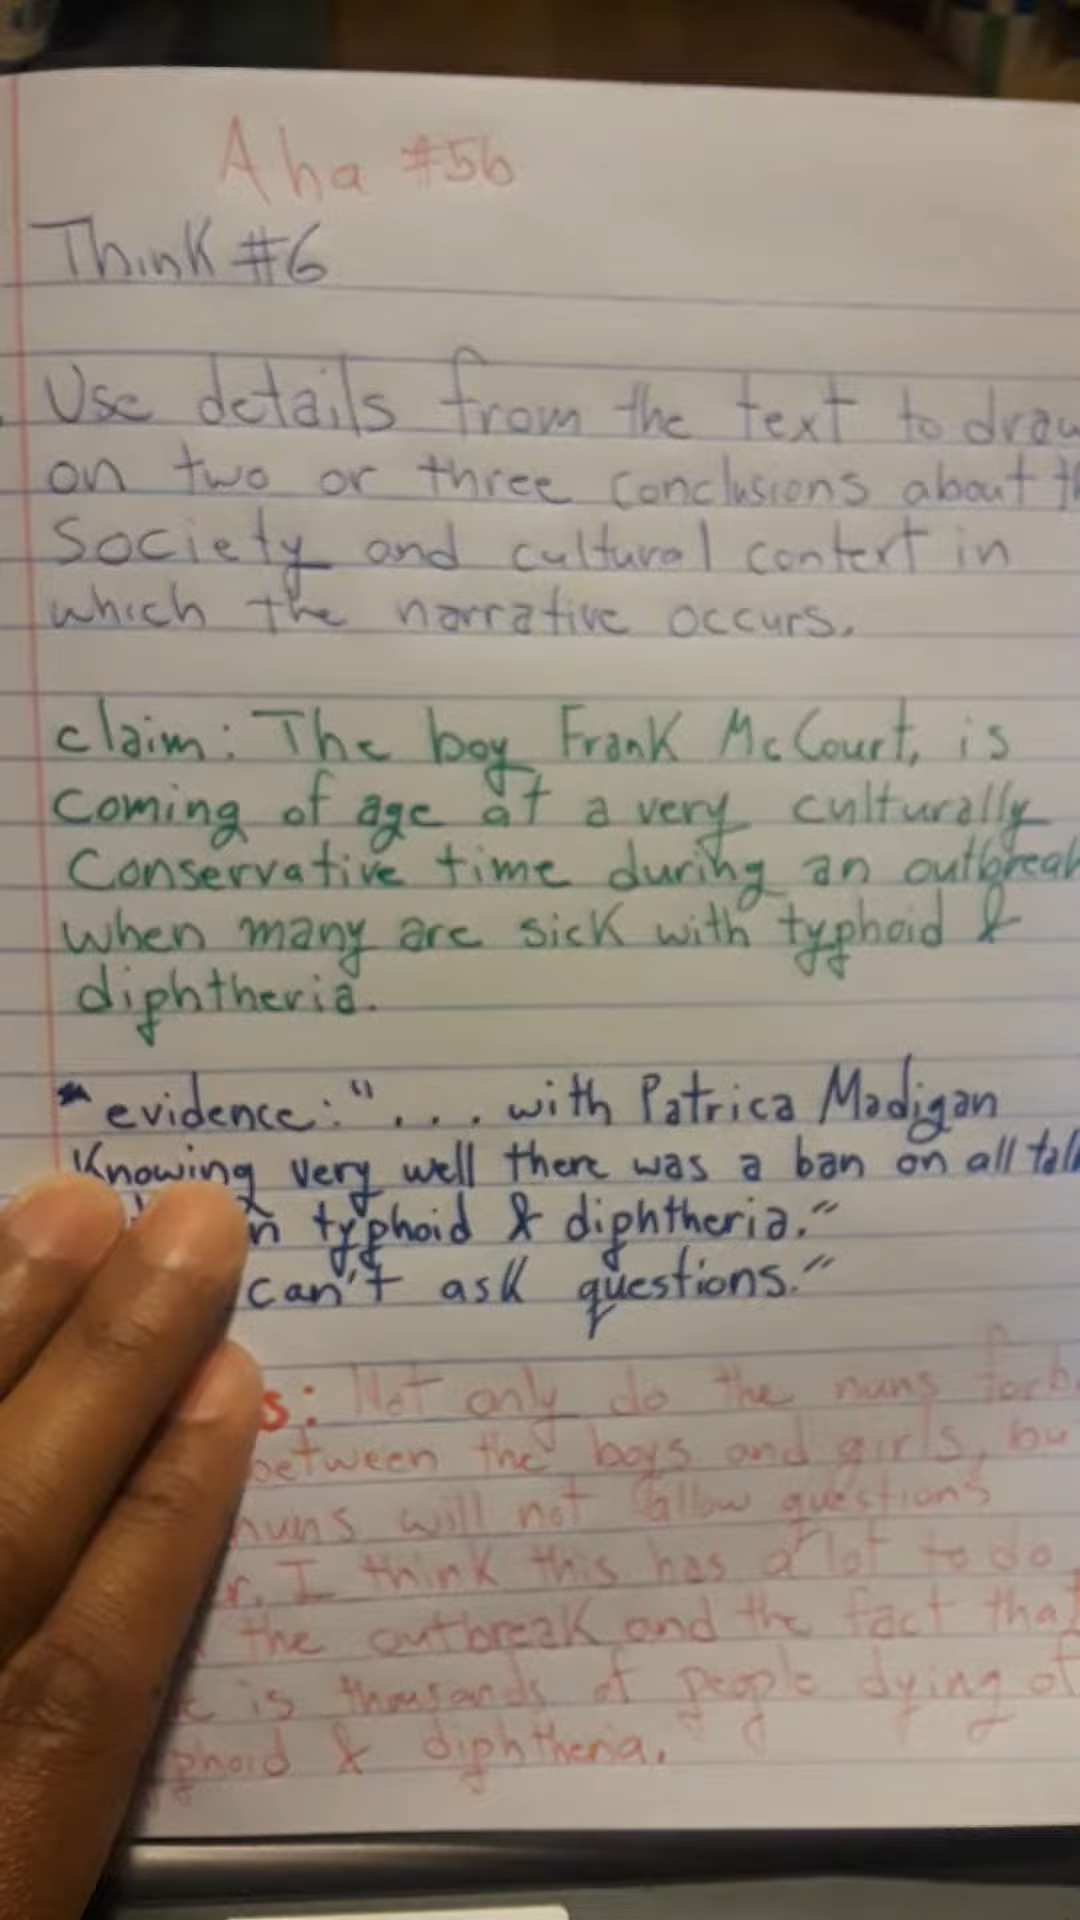 Aha #5b
Think #6
Use details from the text to draw
on two or three conclusions about
Society and cultural context in
which the narrative occurs.
claim: The boy Frank McCourt, is
coming of age at a very culturally
Conservative time during an outbreak
when many are sick with typhoid &
diphtheria.
evidence: "... with Patrica Madigan
Knowing very well there was a ban on all talk
typhoid & diphtheria."
can't ask questions."
Not only do the nuns
between the boys and girls,
nuns will not allow questions
I think this has a lot to do
the outbreak and the fact that
is thousands of people dying of
& diphtheria.